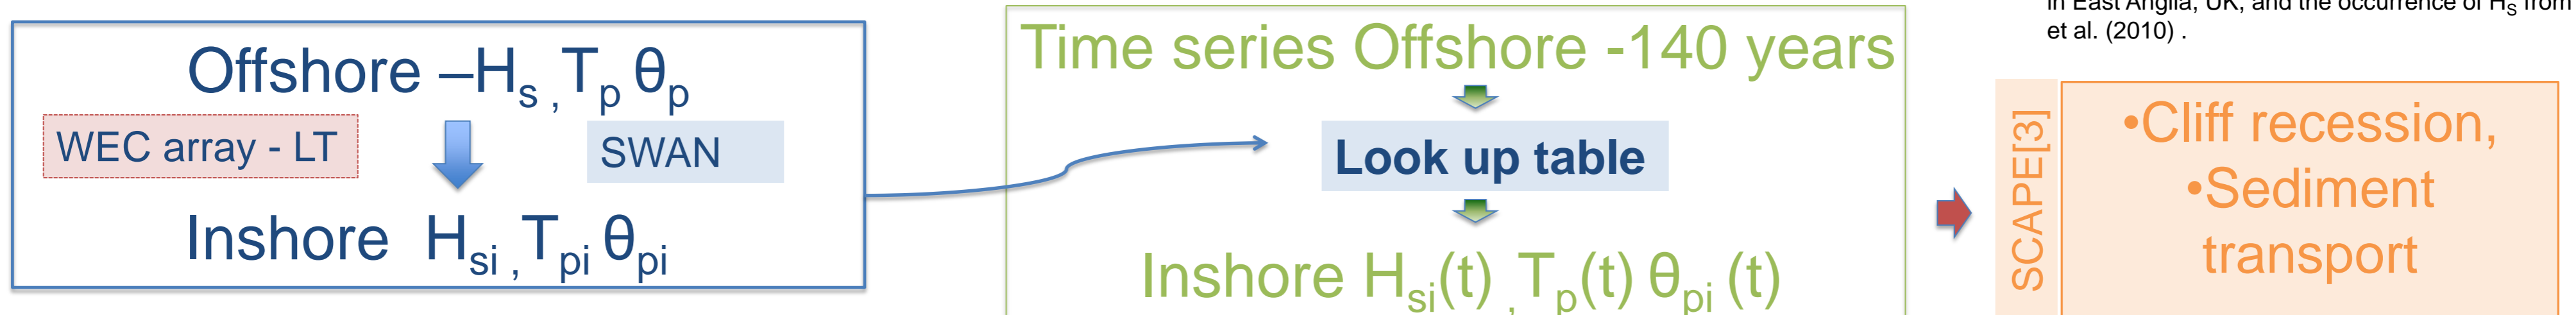 Offshore –Hs ,Tp θp
WEC array - LT
SWAN
Inshore Hsi ,Tpi θpi
Time series Offshore -140 years
Look up table
Inshore Hsi(t) ,Tp(t) θpi (t)
in East Anglia, UK, and the occurrence of HS from
et al. (2010) .
SCAPE[3]
•Cliff recession,
•Sediment
transport